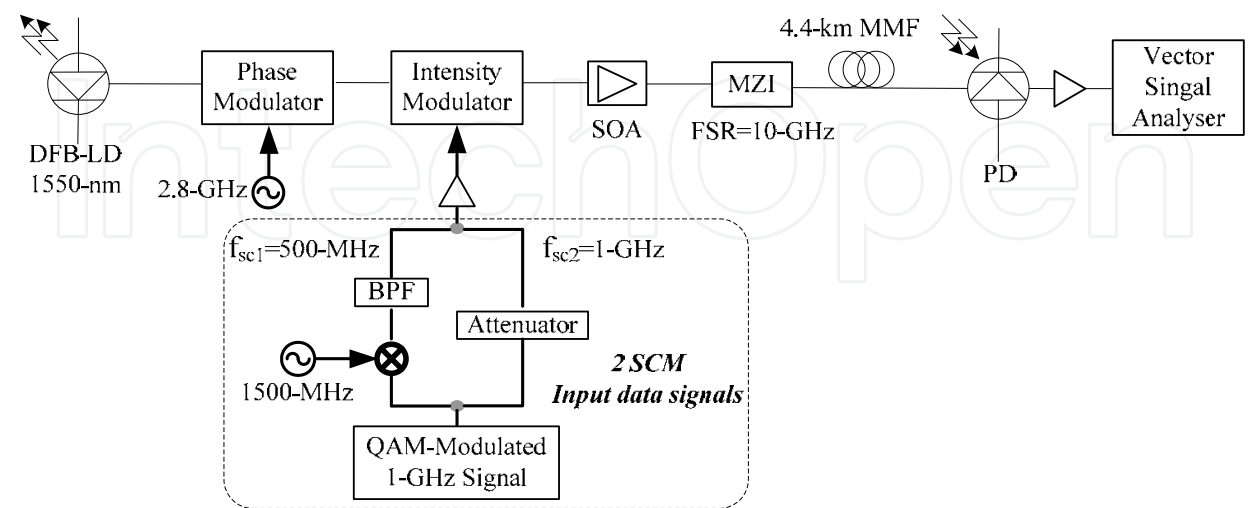 4.4-km MMF
Phase
Modulator
Intensity
Modulator
MZI
Vector
Singal
Analyser
SOA
FSR=10-GHz
DFB-LD
1550-nm
2.8-GHz
PD
fsc1=500-MHz
fsc2=1-GHz
BPF
Attenuator
1500-MHz
2 SCM
Input data signals
QAM-Modulated
1-GHz Signal
IntechOpen